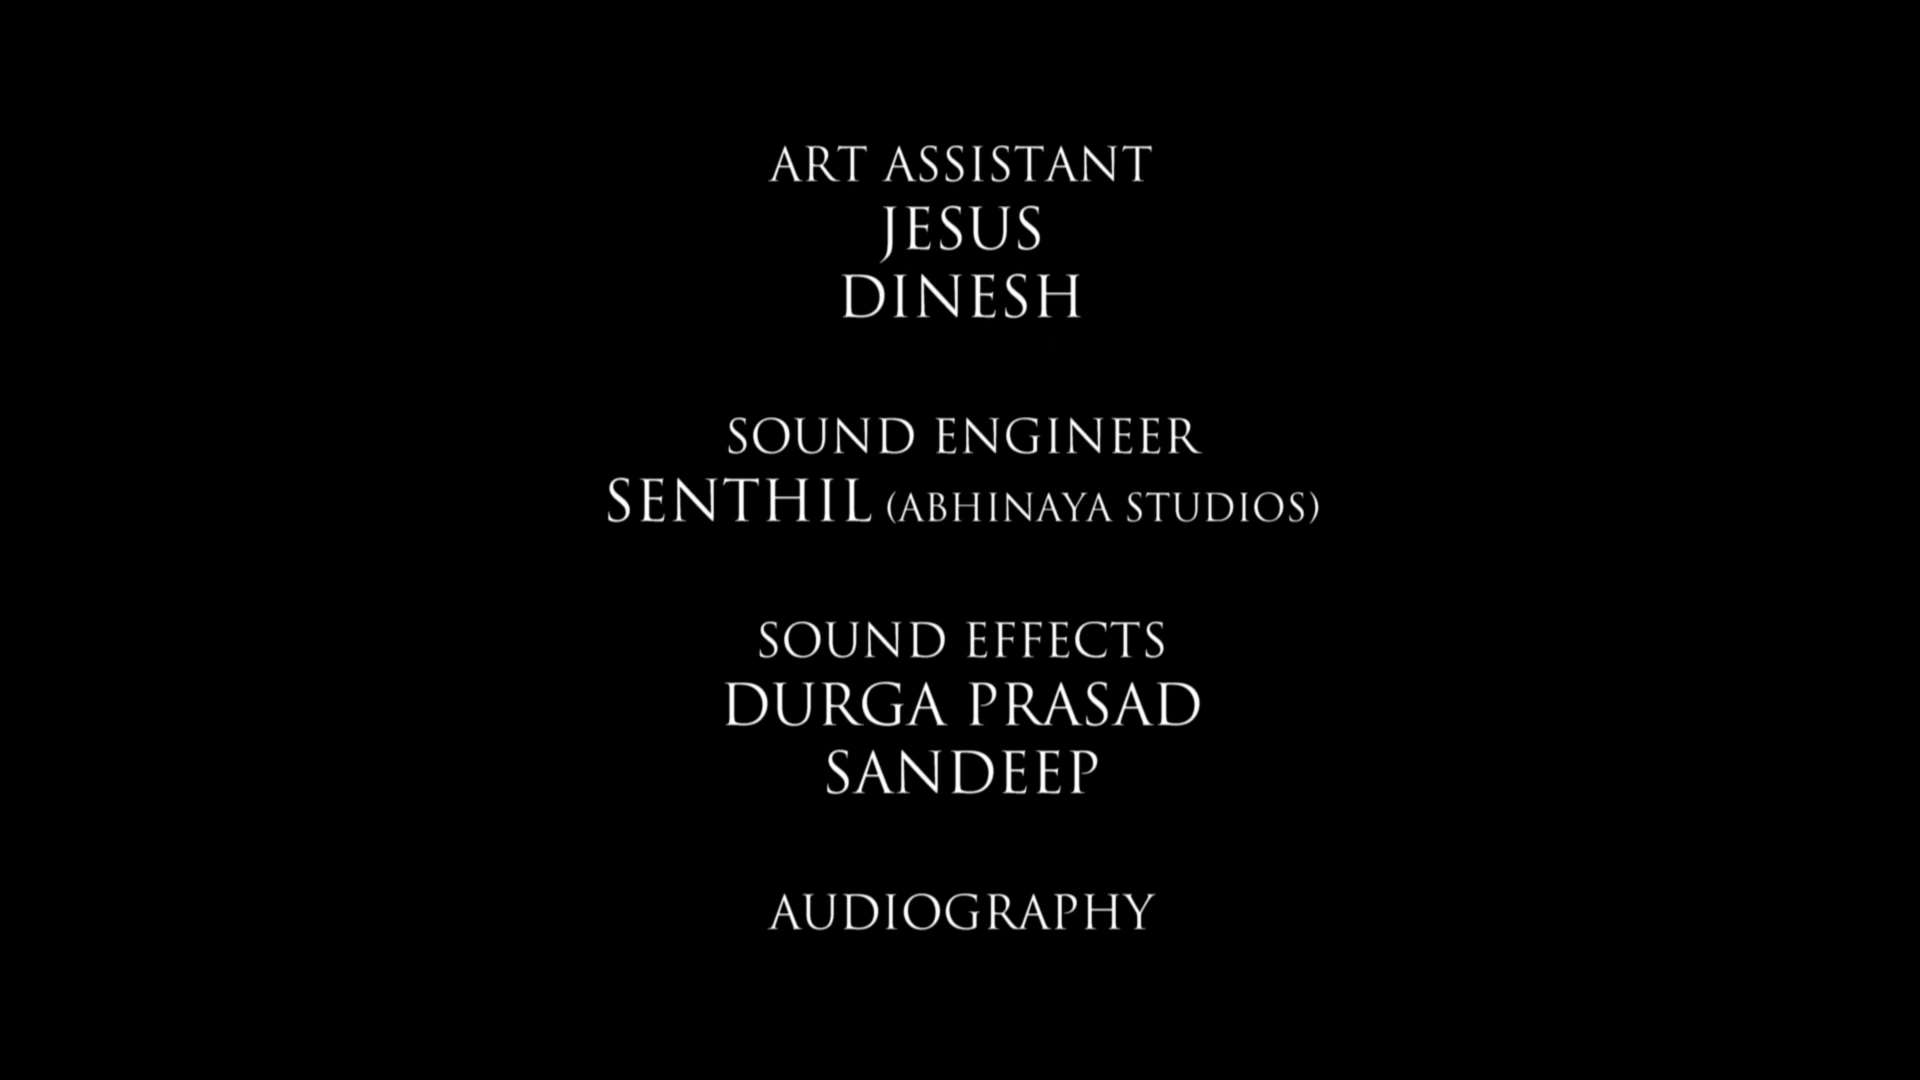 ART ASSISTANT
JESUS
DINESH
SOUND ENGINEER
SENTHIL (ABHINAYA STUDIOS)
SOUND EFFECTS
DURGA PRASAD
SANDEEP
AUDIOGRAPHY